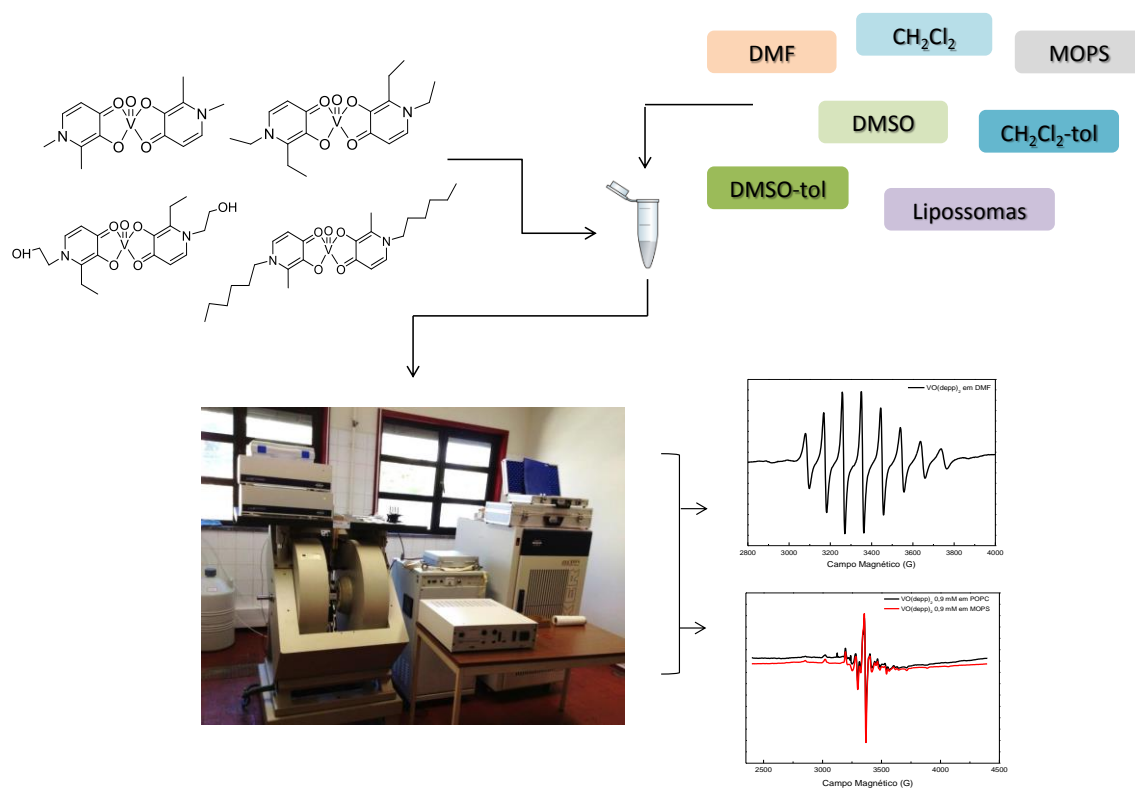 DMF
CH2Cl2
MOPS
DMSO
CH2Cl2-tol
DMSO-tol
Lipossomas
O
O
O
V
O
O
N
N
O
O
O
V
O
O
N
N
OH
O
O
O
V
O
O
N
N
OH
O
O
O
V
O
O
N
N
VO(depp)2 em DMF
2800 3000 3200 3400 3600 3800 4000
Campo Magnético (G)
VO(depp)2 0,9 mM em POPC
VO(depp)2 0,9 mM em MOPS
2500 3000 3500 4000 4500
Campo Magnético (G)